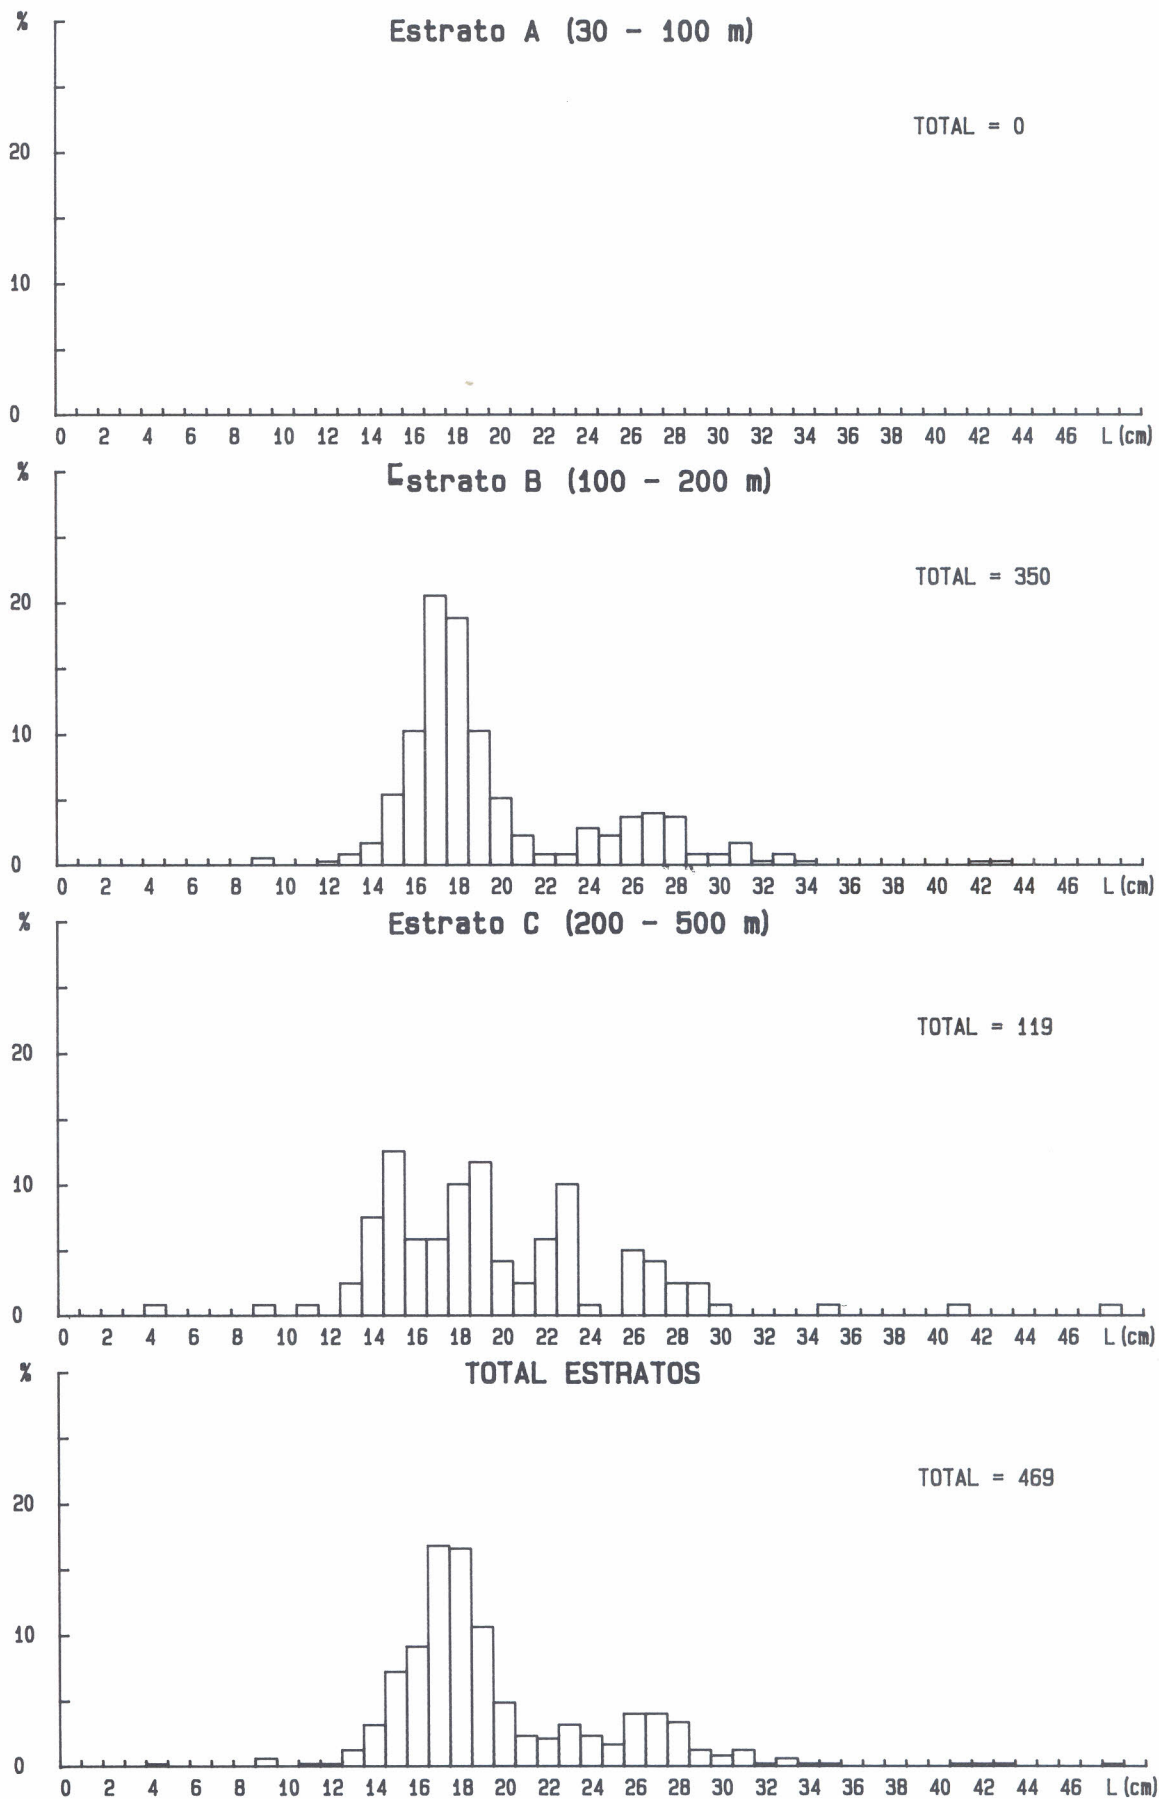 %
Estrato A (30 - 100 m)
TOTAL = 0
20
10
0
0 2 4 6 8 10 12 14 16 18 20 22 24 26 28 30 32 34 36 38 40 42 44 46 L (cm)
%
Estrato B (100 - 200 m)
TOTAL = 350
20
10
0
0 2 4 6 8 10 12 14 16 18 20 22 24 26 28 30 32 34 36 38 40 42 44 46 L (cm)
%
Estrato C (200 - 500 m)
TOTAL = 119
20
10
0
0 2 4 6 8 10 12 14 16 18 20 22 24 26 28 30 32 34 36 38 40 42 44 46 L (cm)
%
TOTAL ESTRATOS
TOTAL = 469
20
10
0
0 2 4 6 8 10 12 14 16 18 20 22 24 26 28 30 32 34 36 38 40 42 44 46 L (cm)